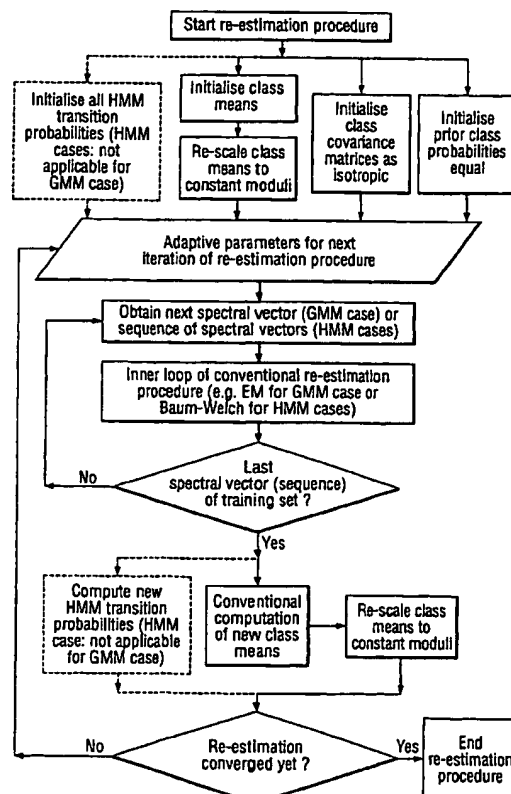 Start re-estimation procedure
Initialise all HMM
transition
probabilities (HMM
cases: not
applicable for
GMM case)
Initialise class
means
Re-scale class
means to
constant moduli
Initialise
class
covariance
matrices as
isotropic
Initialise
prior class
probabilities
equal
Adaptive parameters for next
iteration of re-estimation procedure
Obtain next spectral vector (GMM case) or
sequence of spectral vectors (HMM cases)
Inner loop of conventional re-estimation
procedure (e.g. EM for GMM case or
Baum-Welch for HMM cases)
No
Last
spectral vector (sequence)
of training set ?
Yes
Compute new
HMM transition
probabilities (HMM
case: not applicable
for GMM case)
Conventional
computation
of new class
means
Re-scale class
means to
constant moduli
No
Re-estimation
converged yet ?
Yes
End
re-estimation
procedure